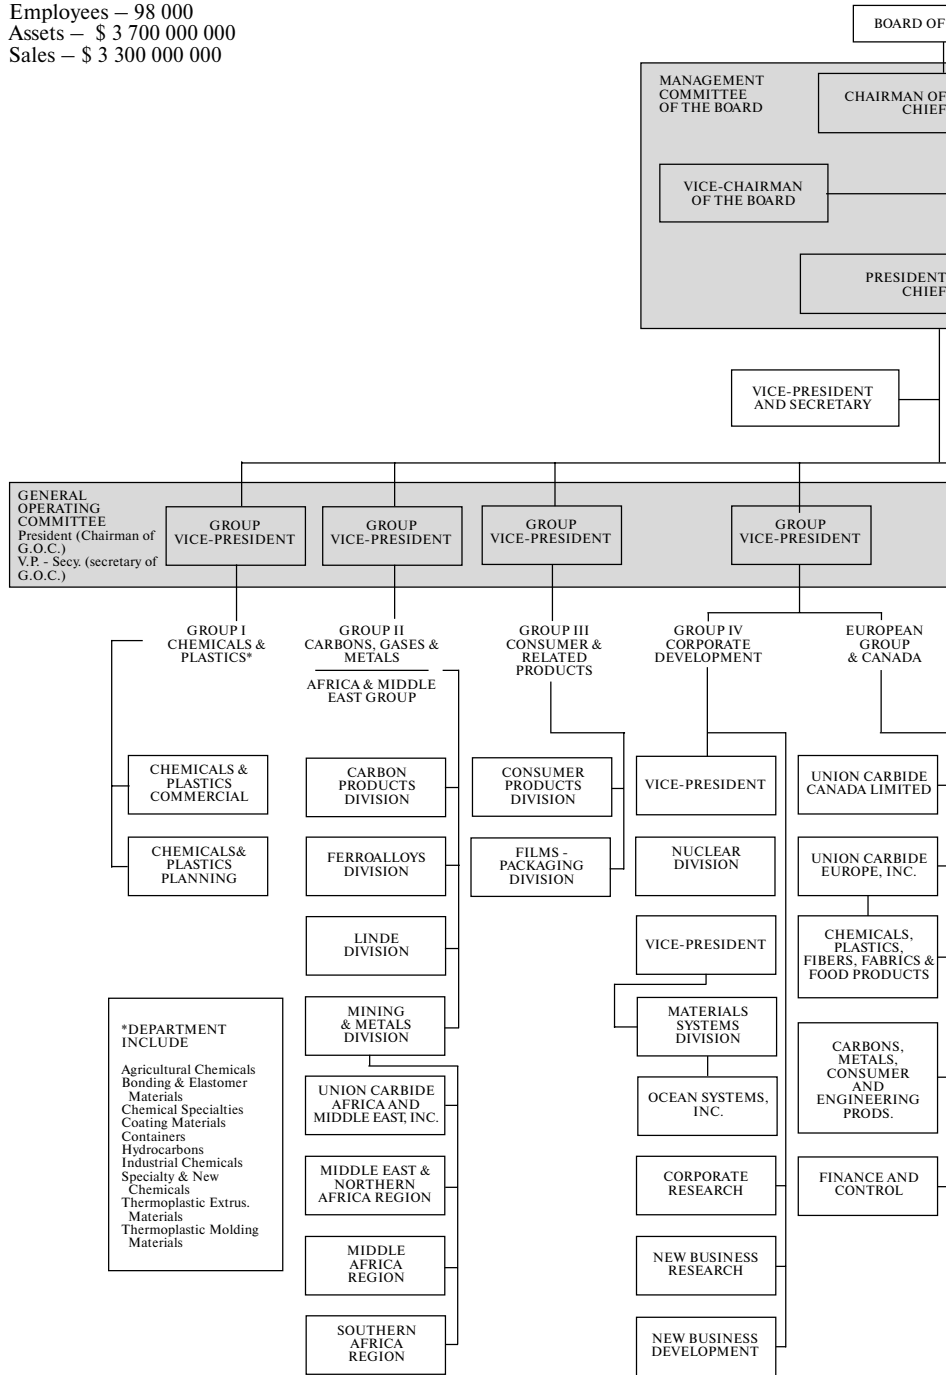 Employees – 98 000
Assets – $ 3 700 000 000
Sales – $ 3 300 000 000
BOARD OF
MANAGEMENT
COMMITTEE
OF THE BOARD
CHAIRMAN OF
CHIEF
VICE-CHAIRMAN
OF THE BOARD
PRESIDENT
CHIEF
VICE-PRESIDENT
AND SECRETARY
GENERAL
OPERATING
COMMITTEE
President (Chairman of
G.O.C.)
V.P. - Secy. (secretary of
G.O.C.)
GROUP
VICE-PRESIDENT
GROUP
VICE-PRESIDENT
GROUP
VICE-PRESIDENT
GROUP
VICE-PRESIDENT
GROUP I
CHEMICALS &
PLASTICS*
CHEMICALS &
PLASTICS
COMMERCIAL
CHEMICALS&
PLASTICS
PLANNING
*DEPARTMENT
INCLUDE
Agricultural Chemicals
Bonding & Elastomer
Materials
Chemical Specialties
Coating Materials
Containers
Hydrocarbons
Industrial Chemicals
Specialty & New
Chemicals
Thermoplastic Extrus.
Materials
Thermoplastic Molding
Materials
GROUP II
CARBONS, GASES &
METALS
AFRICA & MIDDLE
EAST GROUP
CARBON
PRODUCTS
DIVISION
FERROALLOYS
DIVISION
LINDE
DIVISION
MINING
& METALS
DIVISION
UNION CARBIDE
AFRICA AND
MIDDLE EAST, INC.
MIDDLE EAST &
NORTHERN
AFRICA REGION
MIDDLE
AFRICA
REGION
SOUTHERN
AFRICA
REGION
GROUP III
CONSUMER &
RELATED
PRODUCTS
CONSUMER
PRODUCTS
DIVISION
FILMS -
PACKAGING
DIVISION
GROUP IV
CORPORATE
DEVELOPMENT
VICE-PRESIDENT
NUCLEAR
DIVISION
VICE-PRESIDENT
MATERIALS
SYSTEMS
DIVISION
OCEAN SYSTEMS,
INC.
CORPORATE
RESEARCH
NEW BUSINESS
RESEARCH
NEW BUSINESS
DEVELOPMENT
EUROPEAN
GROUP
& CANADA
UNION CARBIDE
CANADA LIMITED
UNION CARBIDE
EUROPE, INC.
CHEMICALS,
PLASTICS,
FIBERS, FABRICS &
FOOD PRODUCTS
CARBONS,
METALS,
CONSUMER
AND
ENGINEERING
PRODS.
FINANCE AND
CONTROL